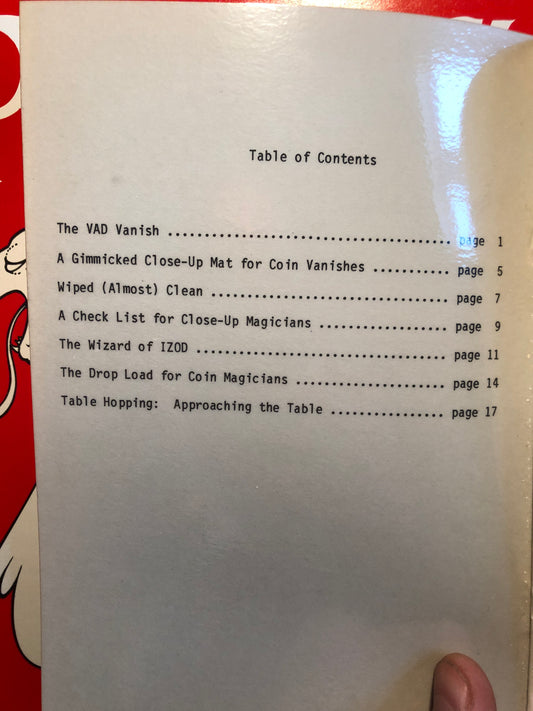 Table of Contents
The VAD Vanish .................................... page 1
A Gimmicked Close-Up Mat for Coin Vanishes .......... page 5
Wiped (Almost) Clean .............................. page 7
A Check List for Close-Up Magicians ................. page 9
The Wizard of IZOD ................................ page 11
The Drop Load for Coin Magicians ................... page 14
Table Hopping: Approaching the Table ............... page 17